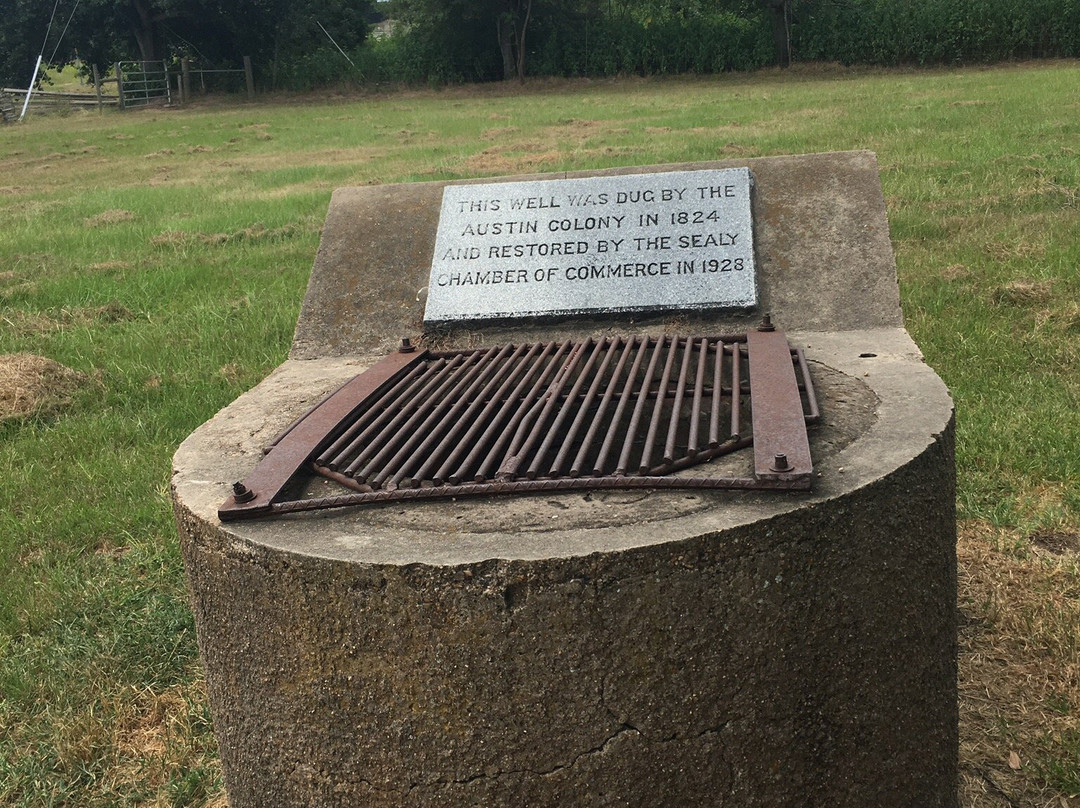 THIS WELL WAS DUG BY THE
AUSTIN COLONY IN 1824
AND RESTORED BY THE SEALY
CHAMBER OF COMMERCE IN 1928